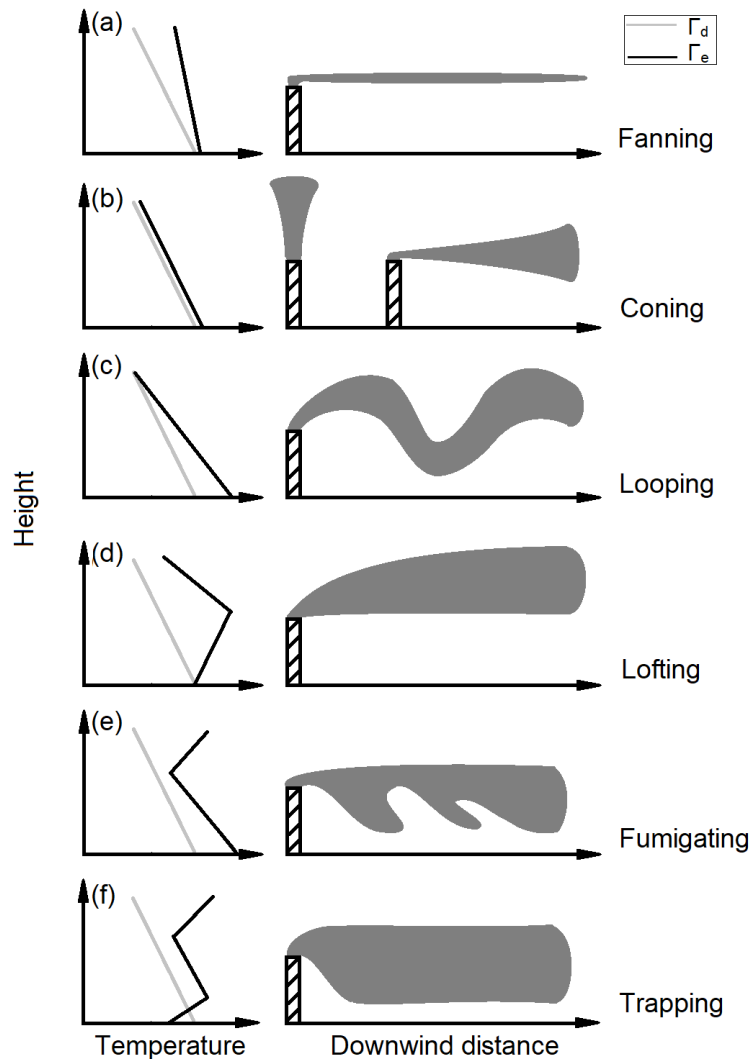 (a)
Γd
Γe
Fanning
(b)
Coning
(c)
Looping
Height
(d)
Lofting
(e)
Fumigating
(f)
Trapping
Temperature
Downwind distance